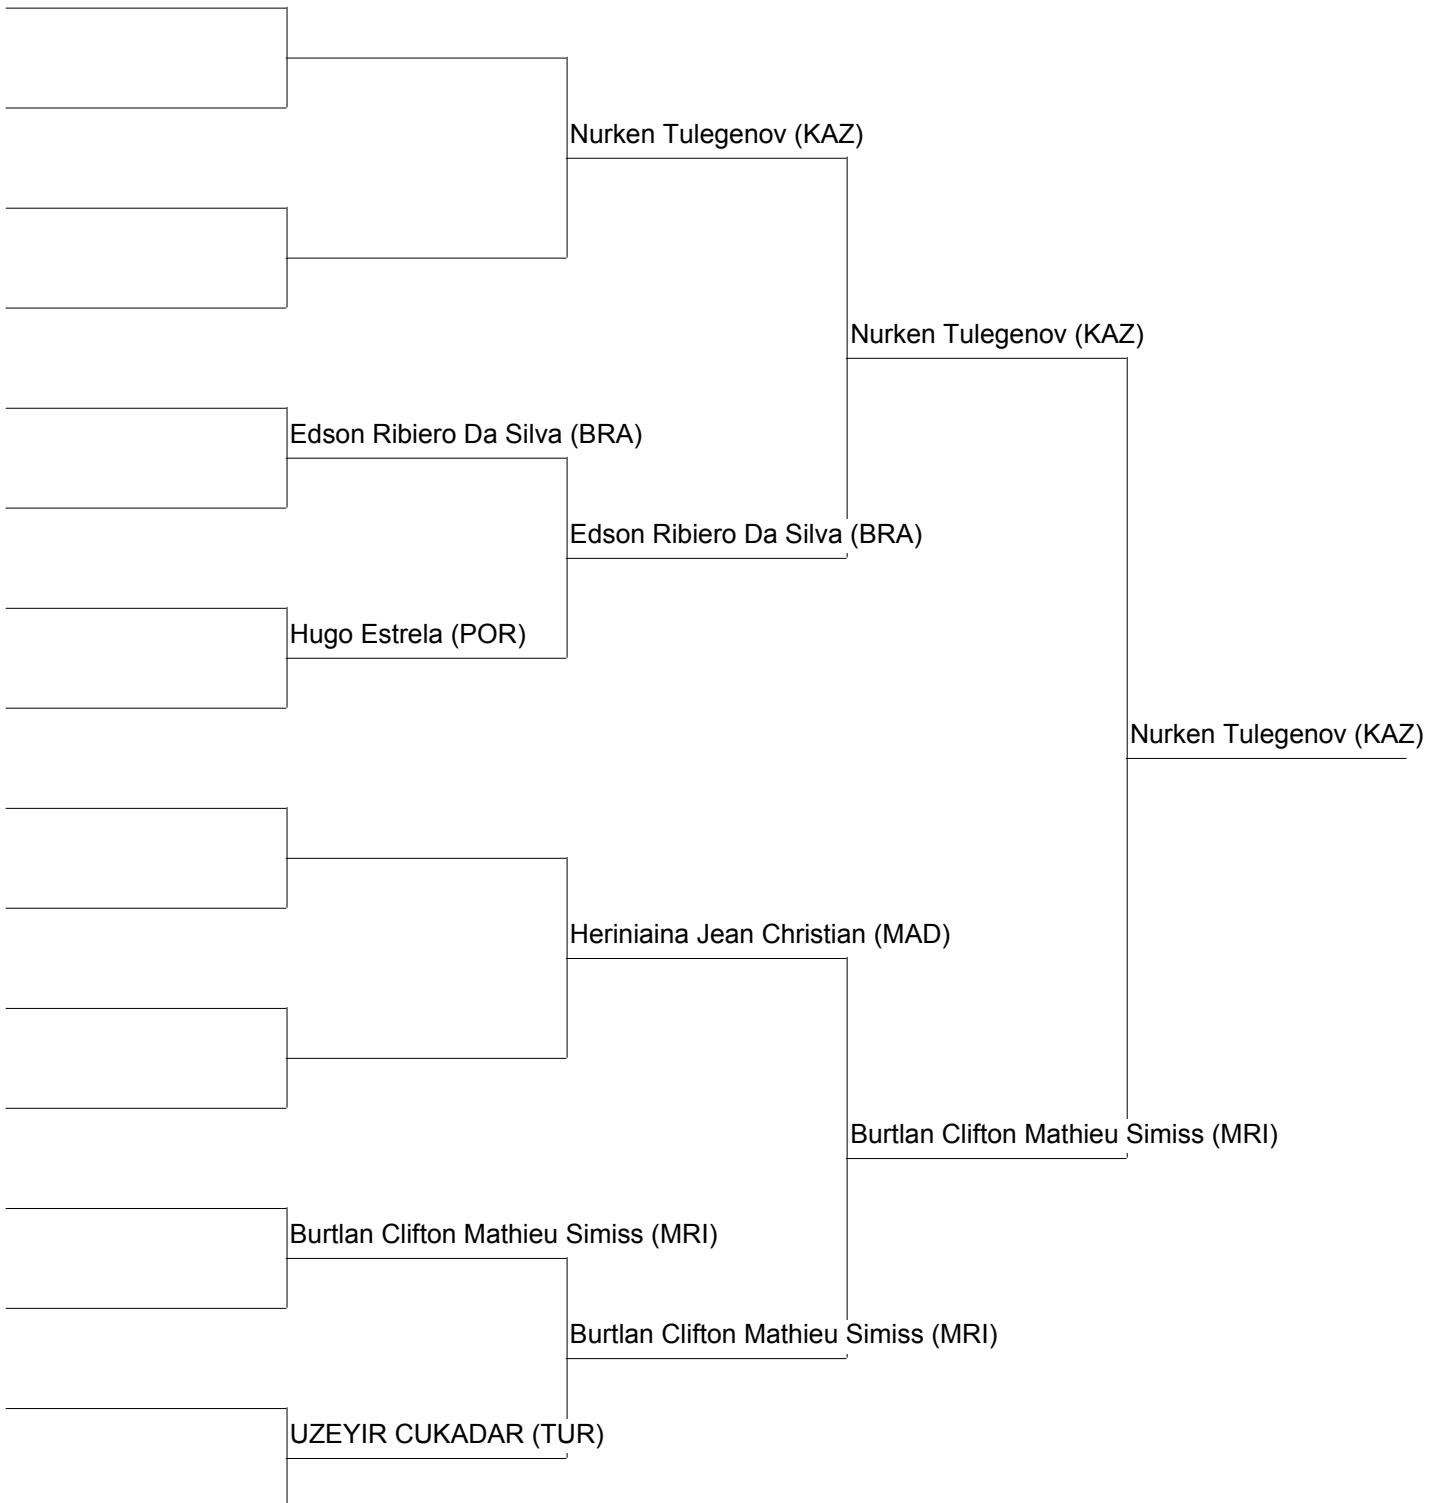 Nurken Tulegenov (KAZ)
Nurken Tulegenov (KAZ)
Edson Ribiero Da Silva (BRA)
Edson Ribiero Da Silva (BRA)
Hugo Estrela (POR)
Nurken Tulegenov (KAZ)
Heriniaina Jean Christian (MAD)
Burtlan Clifton Mathieu Simiss (MRI)
Burtlan Clifton Mathieu Simiss (MRI)
Burtlan Clifton Mathieu Simiss (MRI)
UZEYIR CUKADAR (TUR)